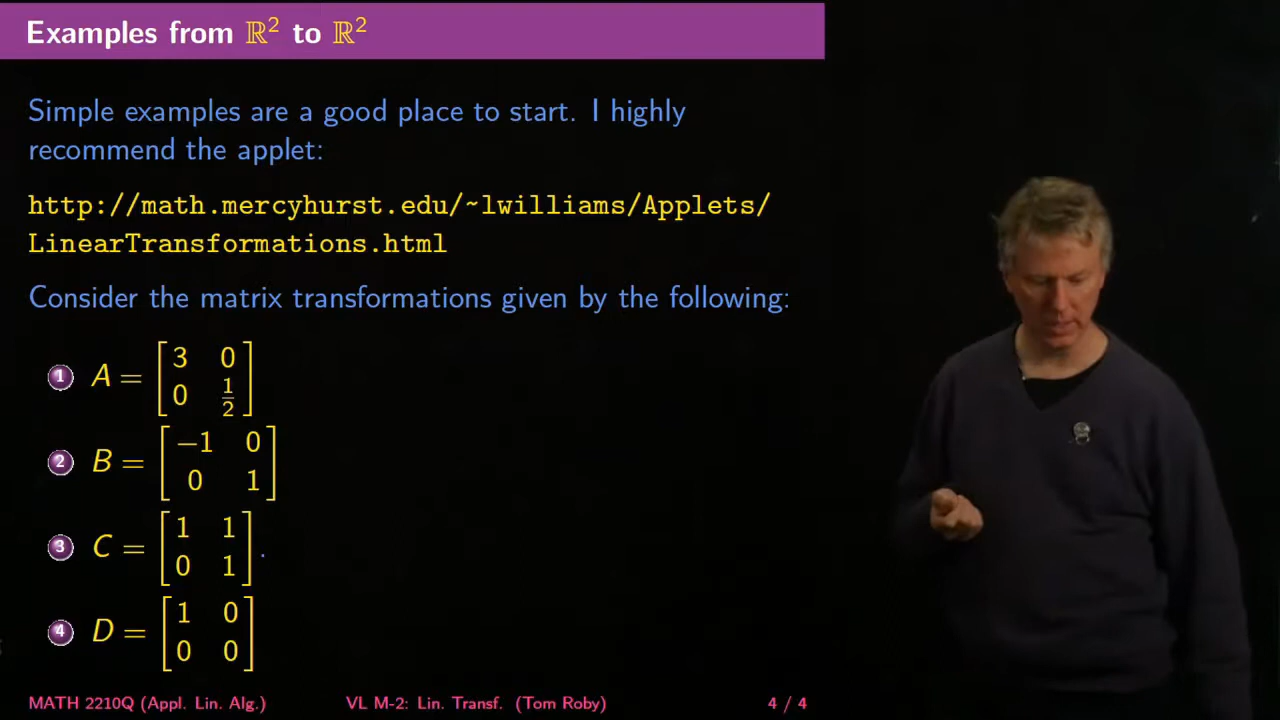 Examples from ℝ² to ℝ²
Simple examples are a good place to start. I highly
recommend the applet:
http://math.mercyhurst.edu/~lwilliams/Applets/
LinearTransformations.html
Consider the matrix transformations given by the following:
1 A = [3 0; 0 1/2]
2 B = [−1 0; 0 1]
3 C = [1 1; 0 1].
4 D = [1 0; 0 0]
MATH 2210Q (Appl. Lin. Alg.) VL M-2: Lin. Transf. (Tom Roby) 4 / 4